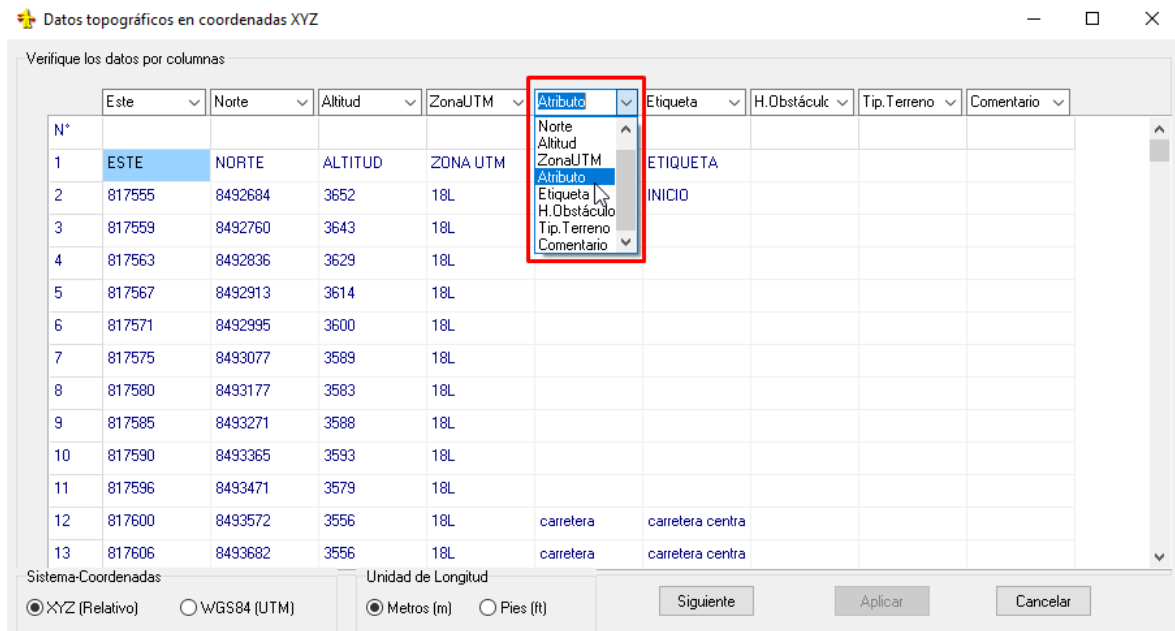 Datos topográficos en coordenadas XYZ
Verifique los datos por columnas
Este Norte Altitud ZonaUTM Atributo Etiqueta H.Obstáculc Tip.Terreno Comentario
N°
Norte
Altitud
ZonaUTM
Atributo
Etiqueta
H.Obstáculo
Tip.Terreno
Comentario
1 ESTE NORTE ALTITUD ZONA UTM ETIQUETA
2 817555 8492684 3652 18L INICIO
3 817559 8492760 3643 18L
4 817563 8492836 3629 18L
5 817567 8492913 3614 18L
6 817571 8492995 3600 18L
7 817575 8493077 3589 18L
8 817580 8493177 3583 18L
9 817585 8493271 3588 18L
10 817590 8493365 3593 18L
11 817596 8493471 3579 18L
12 817600 8493572 3556 18L carretera carretera centra
13 817606 8493682 3556 18L carretera carretera centra
Sistema-Coordenadas Unidad de Longitud
XYZ (Relativo) WGS84 (UTM) Metros (m) Pies (ft) Siguiente Aplicar Cancelar